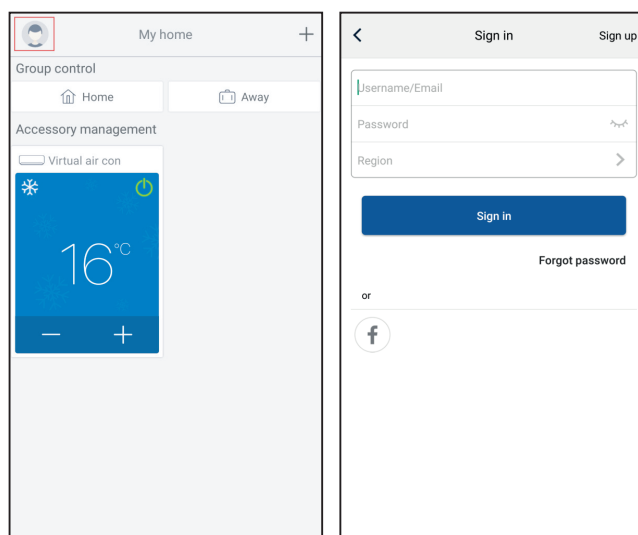 My home
+
Group control
Home
Away
Accessory management
Virtual air con
16°C
— +
Sign in
Sign up
Username/Email
Password
Region
Sign in
Forgot password
or
f